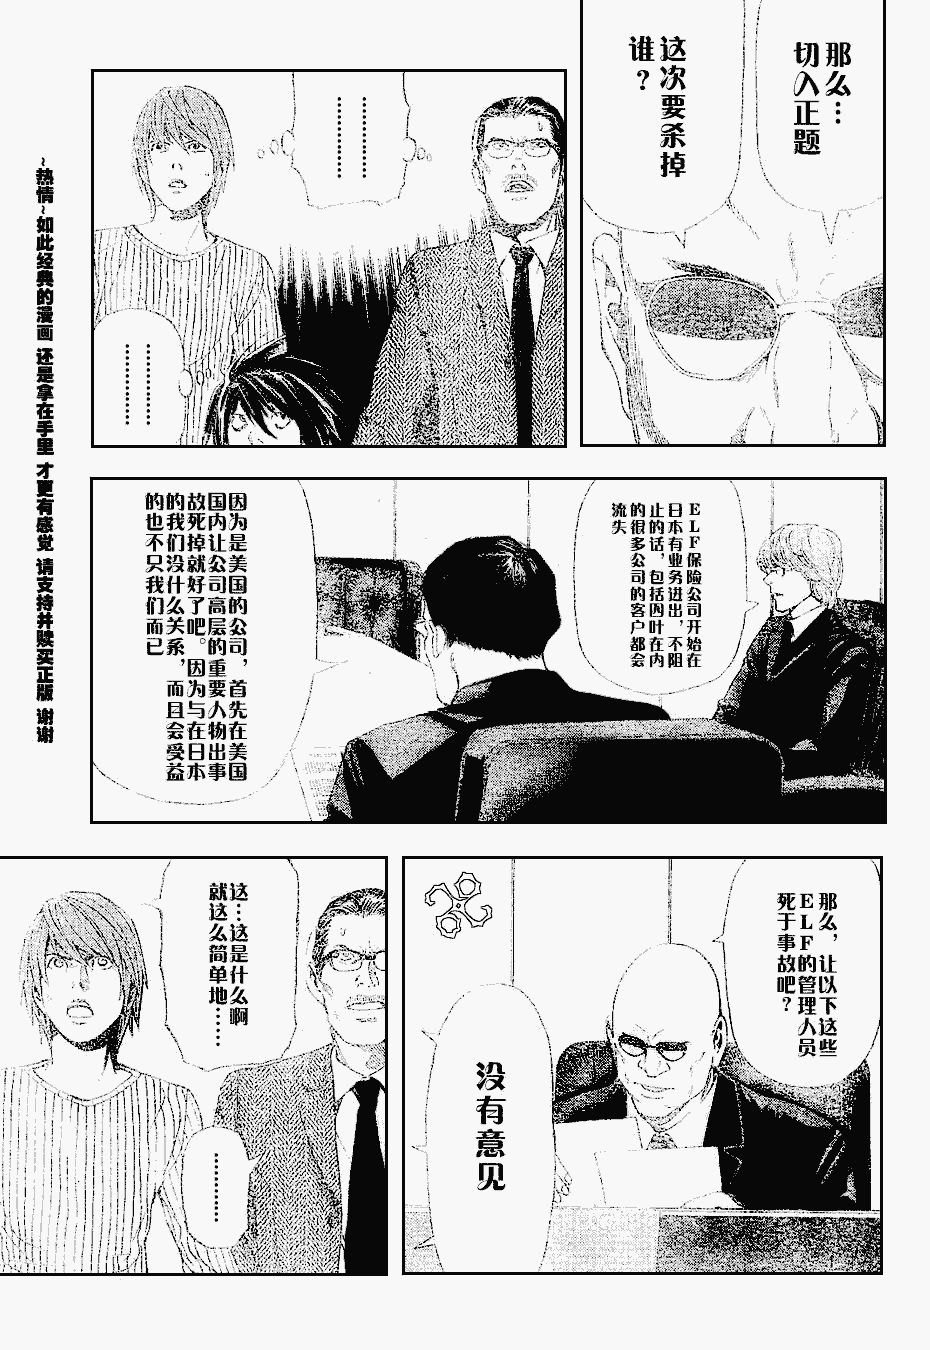 那么…
切入正题
这次要杀掉
谁？
………
………
………
………
ELF保险公司开始在
日本有业务进出，不阻
止的话，包括四叶在内
的很多公司的客户都会
流失
因为是美国的公司，首先在美国
国内让公司高层的重要人物出事
故死掉就好了吧。因为与在日本
的我们没什么关系，而且会受益
的也不只我们而已
那么，让以下这些
ELF的管理人员
死于事故吧？
没有意见
这…这是什么啊
就这么简单地……
………
~热情~如此经典的漫画 还是拿在手里 才更有感觉 请支持并赎买正版 谢谢